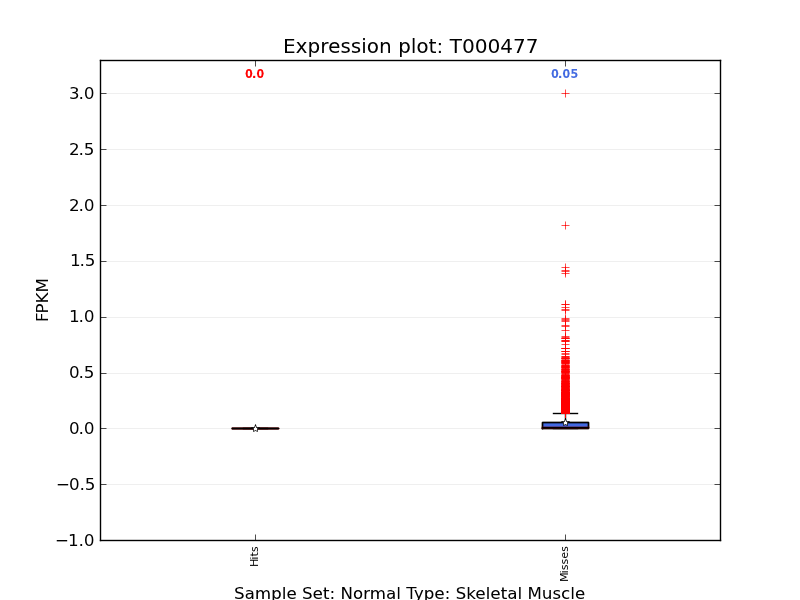 Expression plot: T000477
0.0
0.05
3.0
2.5
2.0
1.5
1.0
0.5
0.0
−0.5
−1.0
FPKM
Hits
Misses
Sample Set: Normal Type: Skeletal Muscle